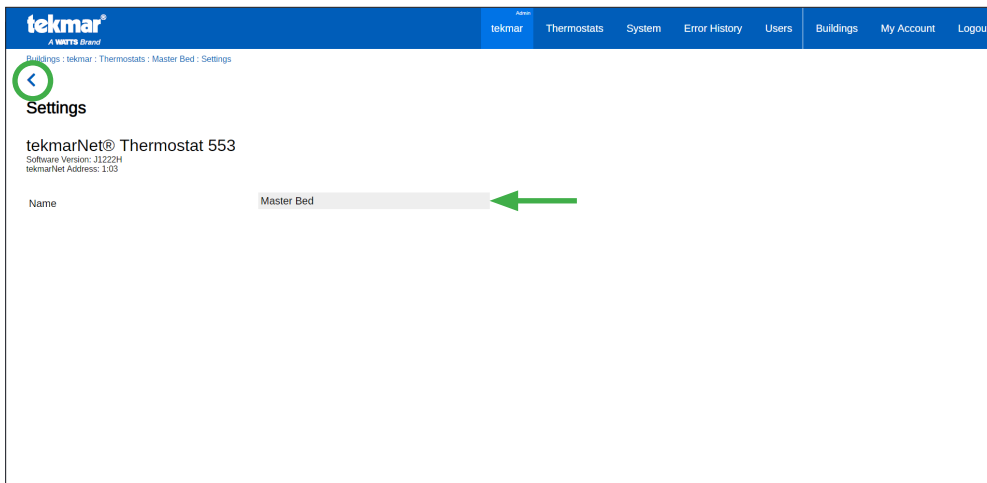 tekmar®
A WATTS Brand
Admin
tekmar Thermostats System Error History Users Buildings My Account Logou
Buildings : tekmar : Thermostats : Master Bed : Settings
Settings
tekmarNet® Thermostat 553
Software Version: J1222H
tekmarNet Address: 1:03
Name Master Bed